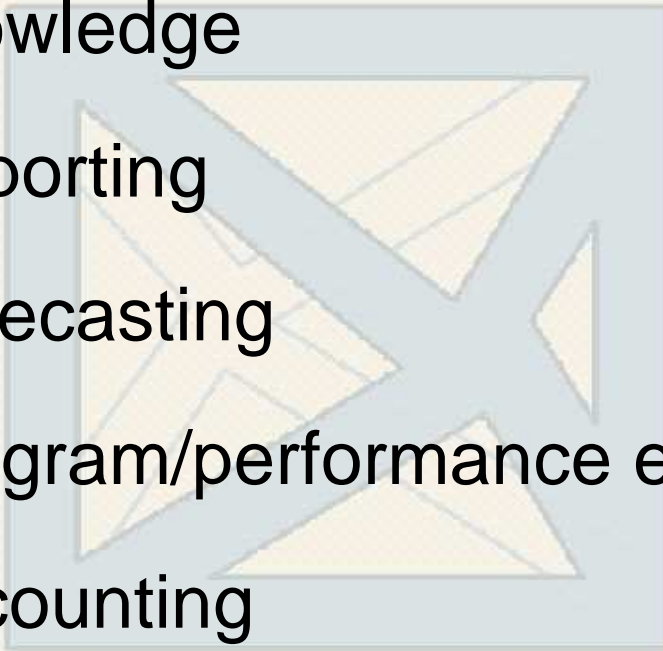 owledge
porting
ecasting
gram/performance e
counting